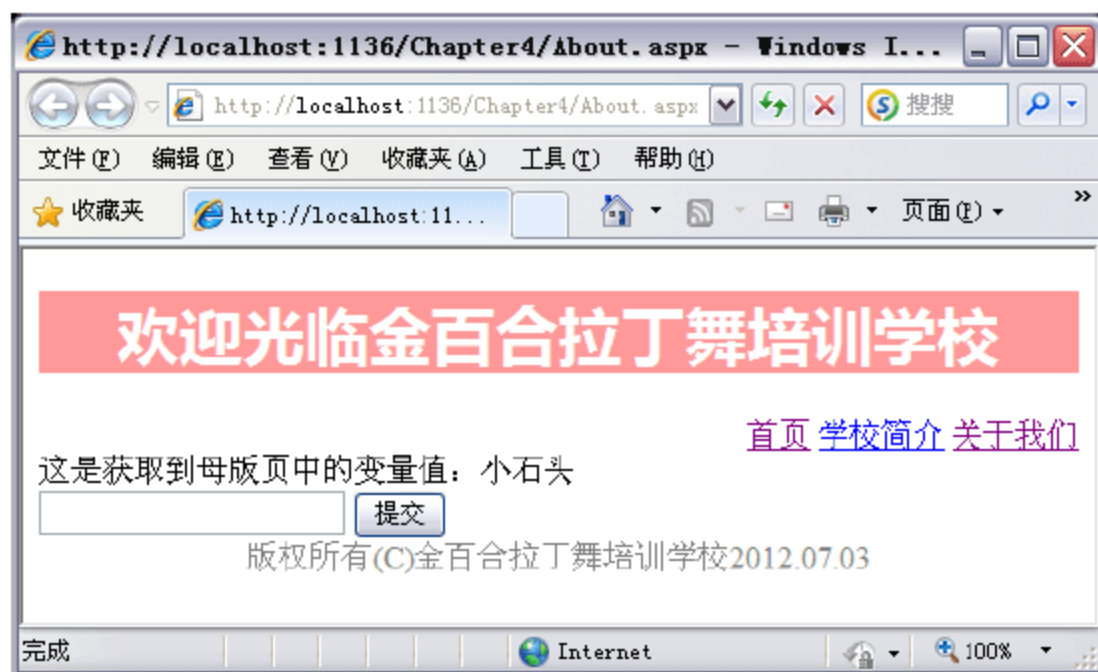 http://localhost:1136/Chapter4/About.aspx - Windows I...
http://localhost:1136/Chapter4/About.aspx 搜搜
文件(F) 编辑(E) 查看(V) 收藏夹(A) 工具(T) 帮助(H)
收藏夹 http://localhost:11... 页面(P) »
欢迎光临金百合拉丁舞培训学校
首页 学校简介 关于我们
这是获取到母版页中的变量值：小石头
提交
版权所有(C)金百合拉丁舞培训学校2012.07.03
完成 Internet 100%